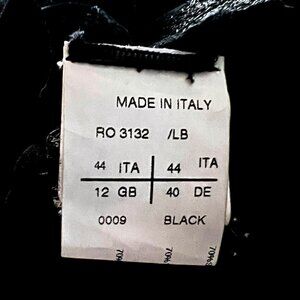 MADE IN ITALY
RO 3132 /LB
44 ITA 44 ITA
12 GB 40 DE
0009 BLACK